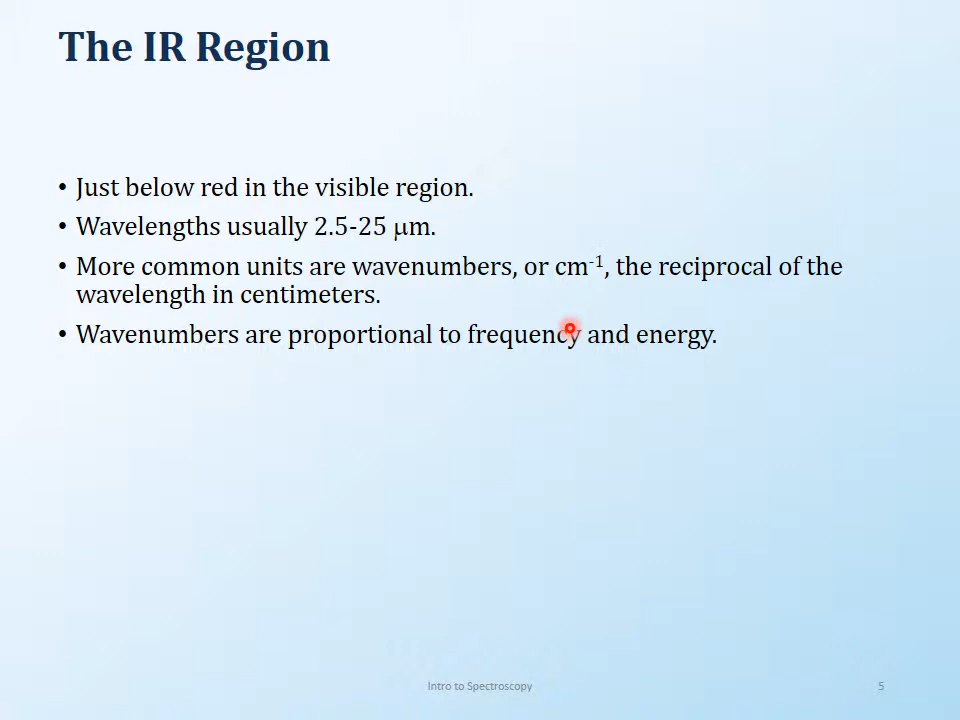 The IR Region
• Just below red in the visible region.
• Wavelengths usually 2.5-25 μm.
• More common units are wavenumbers, or cm⁻¹, the reciprocal of the
wavelength in centimeters.
• Wavenumbers are proportional to frequency and energy.
Intro to Spectroscopy
5